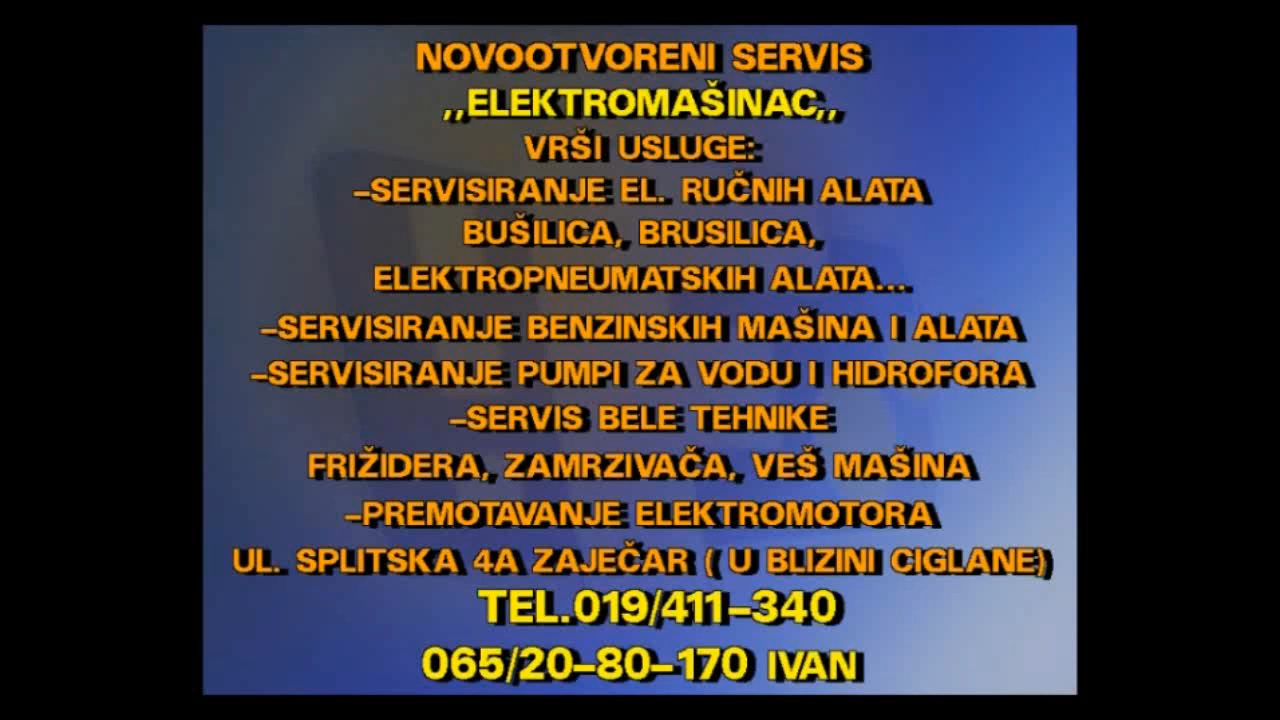 NOVOOTVORENI SERVIS
,,ELEKTROMAŠINAC,,
VRŠI USLUGE:
–SERVISIRANJE EL. RUČNIH ALATA
BUŠILICA, BRUSILICA,
ELEKTROPNEUMATSKIH ALATA...
–SERVISIRANJE BENZINSKIH MAŠINA I ALATA
–SERVISIRANJE PUMPI ZA VODU I HIDROFORA
–SERVIS BELE TEHNIKE
FRIŽIDERA, ZAMRZIVAČA, VEŠ MAŠINA
–PREMOTAVANJE ELEKTROMOTORA
UL. SPLITSKA 4A ZAJEČAR ( U BLIZINI CIGLANE)
TEL.019/411–340
065/20–80–170 IVAN